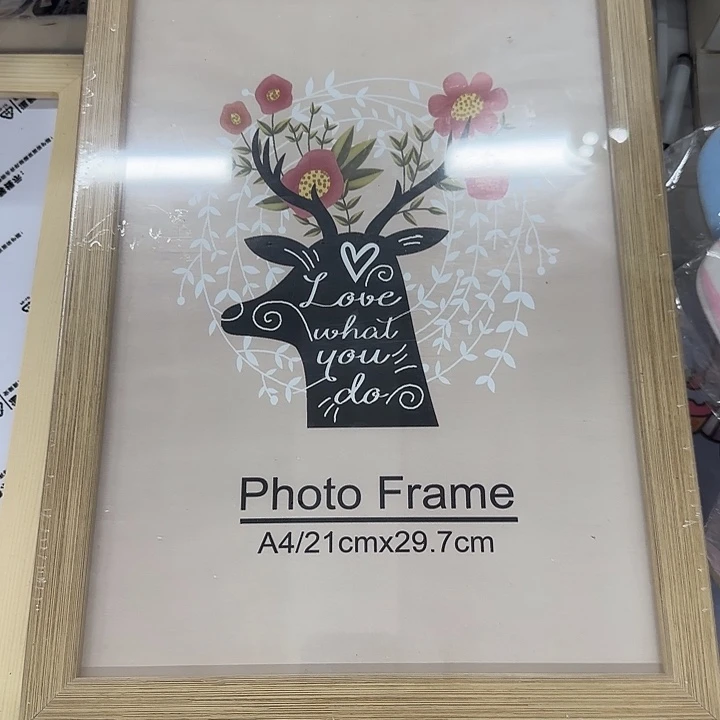 Love
what
you
do
Photo Frame
A4/21cmx29.7cm